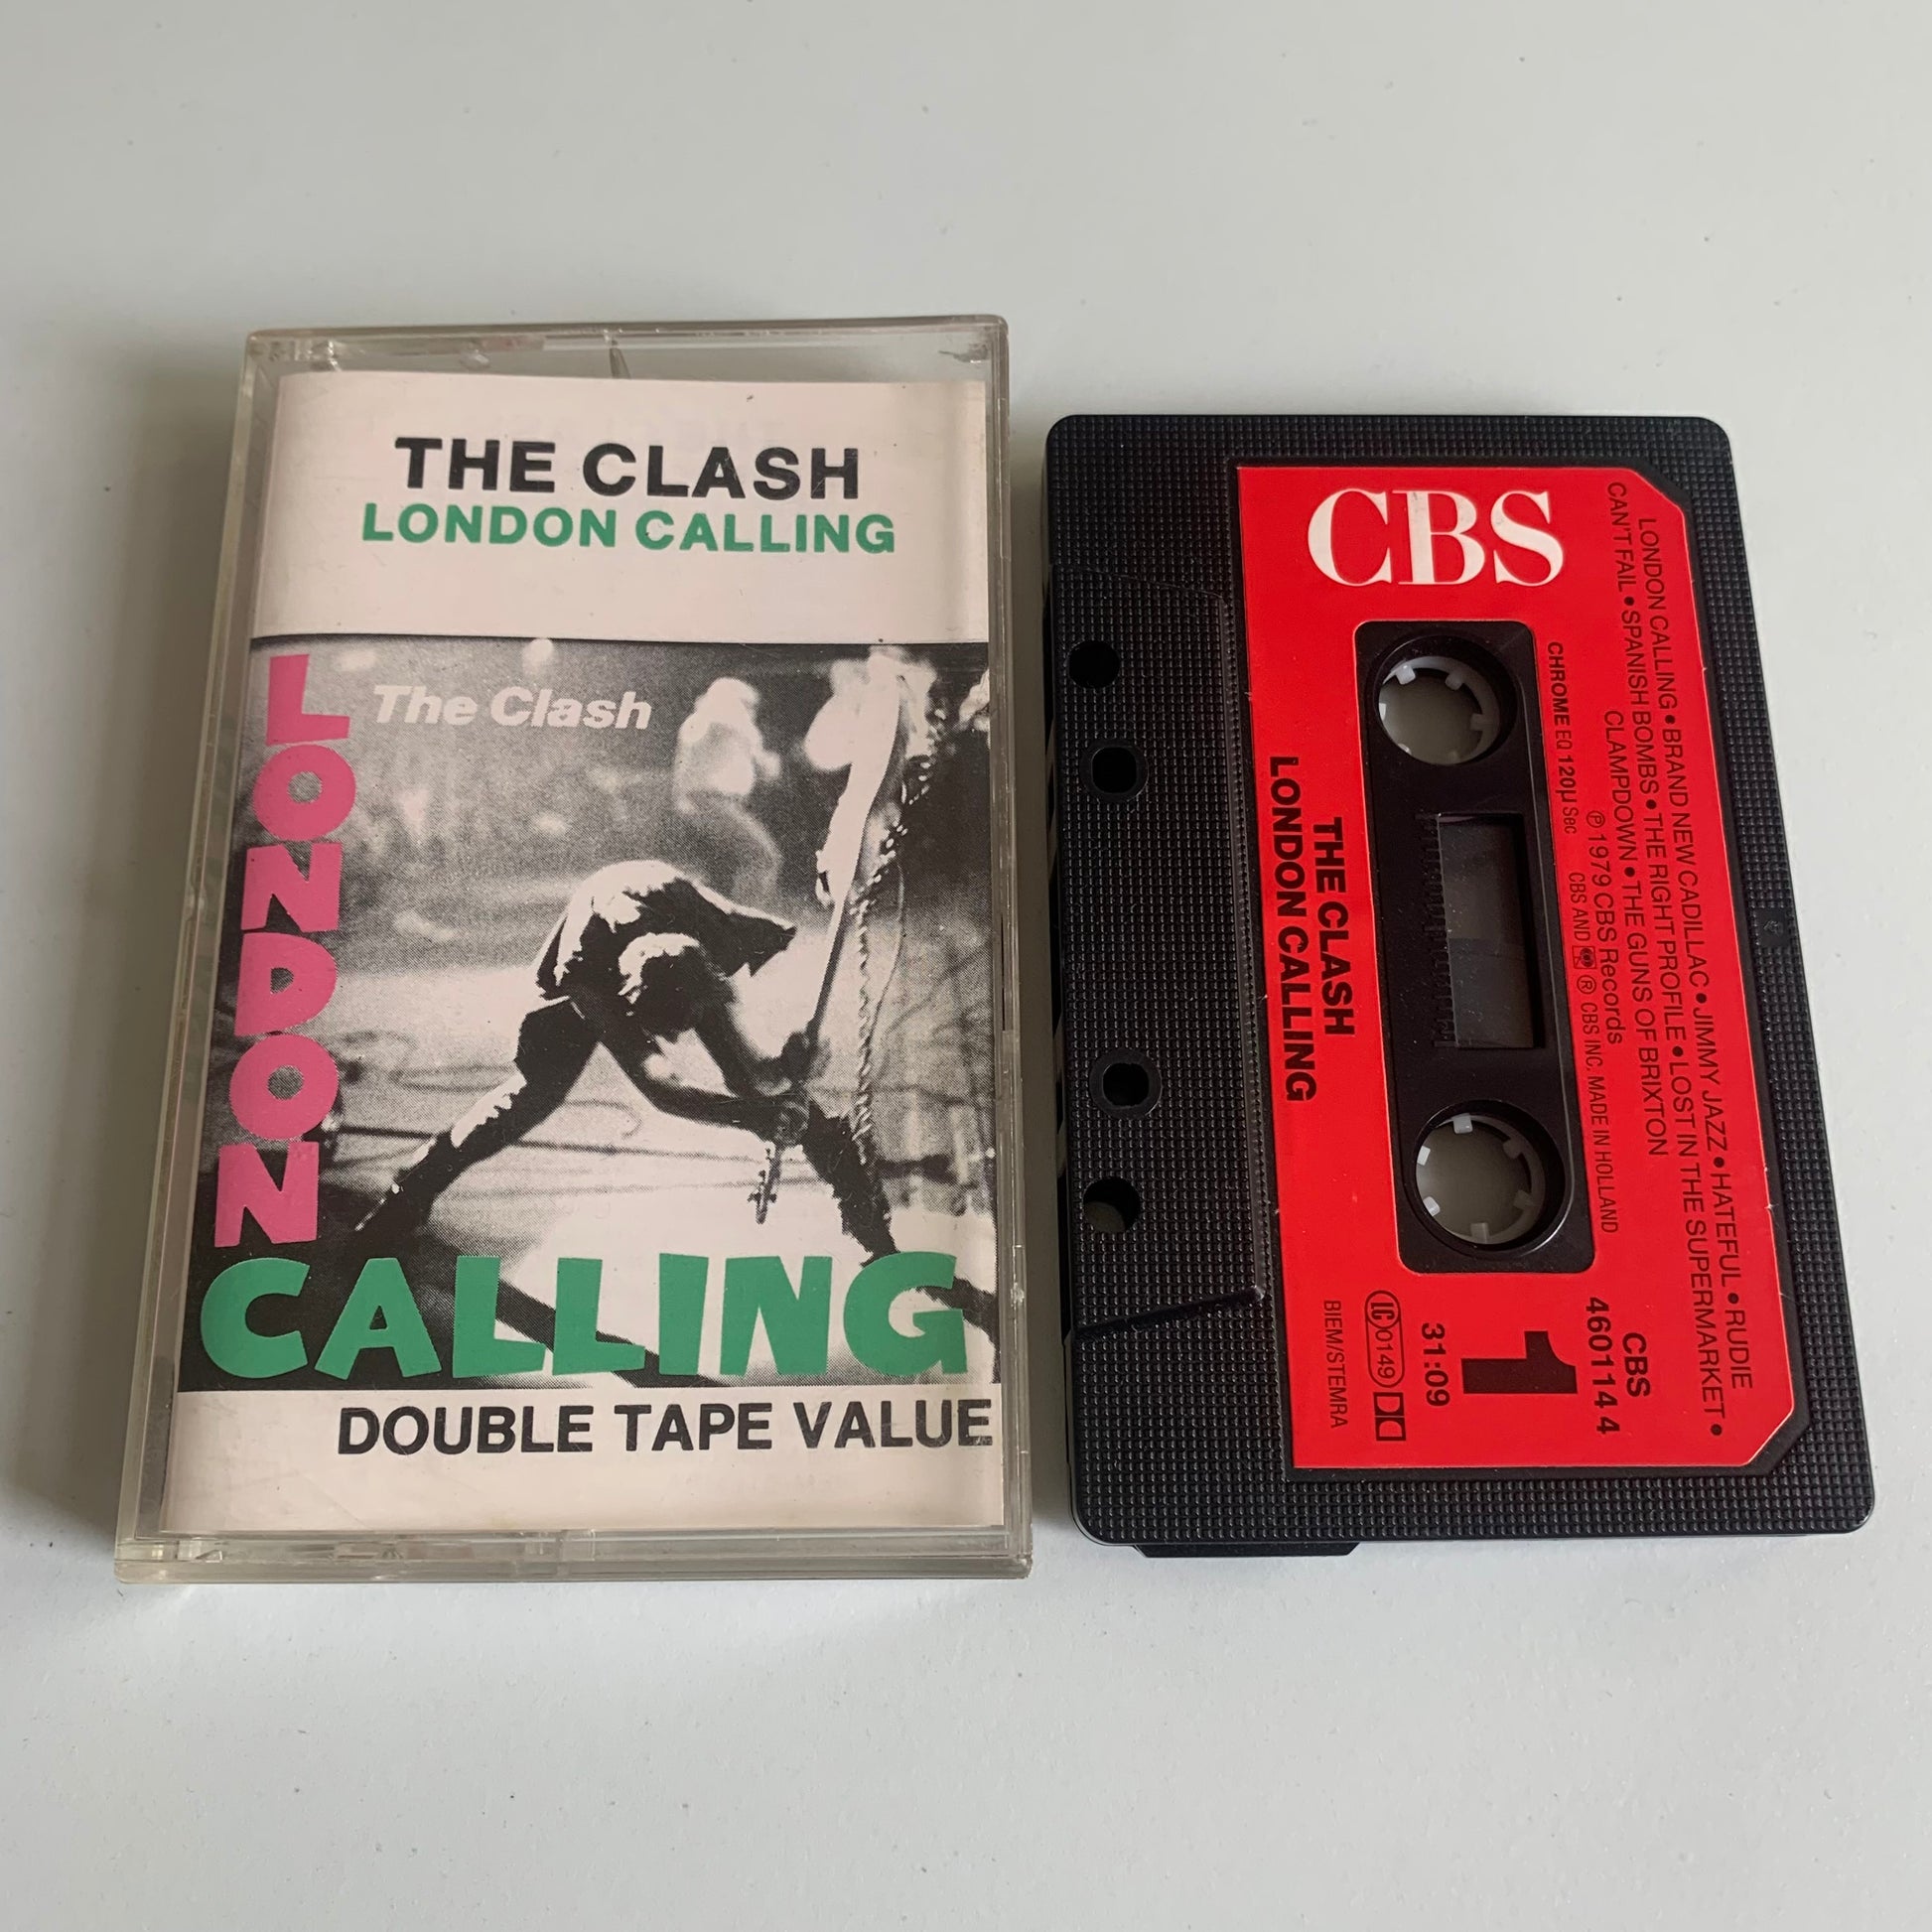 THE CLASH
LONDON CALLING
The Clash
LONDON
CALLING
DOUBLE TAPE VALUE
CBS
LONDON CALLING • BRAND NEW CADILLAC • JIMMY JAZZ • HATEFUL • RUDIE
CAN'T FAIL • SPANISH BOMBS • THE RIGHT PROFILE • LOST IN THE SUPERMARKET •
CLAMPDOWN • THE GUNS OF BRIXTON
℗ 1979 CBS Records
CHROME EQ 120µ Sec
CBS AND ® CBS INC. MADE IN HOLLAND
THE CLASH
LONDON CALLING
CBS
460114 4
1
31:09
LC 0149
BIEM/STEMRA